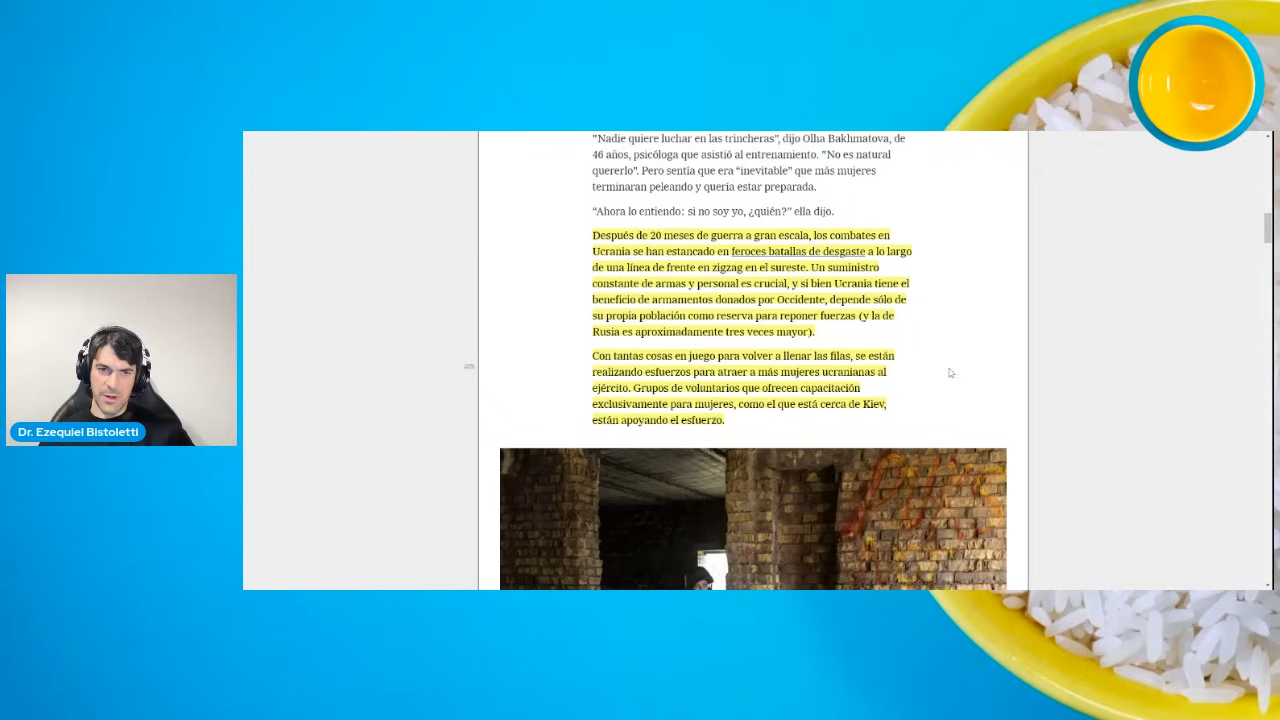 "Nadie quiere luchar en las trincheras", dijo Olha Bakhmatova, de
46 años, psicóloga que asistió al entrenamiento. "No es natural
quererlo". Pero sentía que era “inevitable” que más mujeres
terminaran peleando y quería estar preparada.
“Ahora lo entiendo: si no soy yo, ¿quién?” ella dijo.
Después de 20 meses de guerra a gran escala, los combates en
Ucrania se han estancado en feroces batallas de desgaste a lo largo
de una línea de frente en zigzag en el sureste. Un suministro
constante de armas y personal es crucial, y si bien Ucrania tiene el
beneficio de armamentos donados por Occidente, depende sólo de
su propia población como reserva para reponer fuerzas (y la de
Rusia es aproximadamente tres veces mayor).
Con tantas cosas en juego para volver a llenar las filas, se están
realizando esfuerzos para atraer a más mujeres ucranianas al
ejército. Grupos de voluntarios que ofrecen capacitación
exclusivamente para mujeres, como el que está cerca de Kiev,
están apoyando el esfuerzo.
Dr. Ezequiel Bistoletti